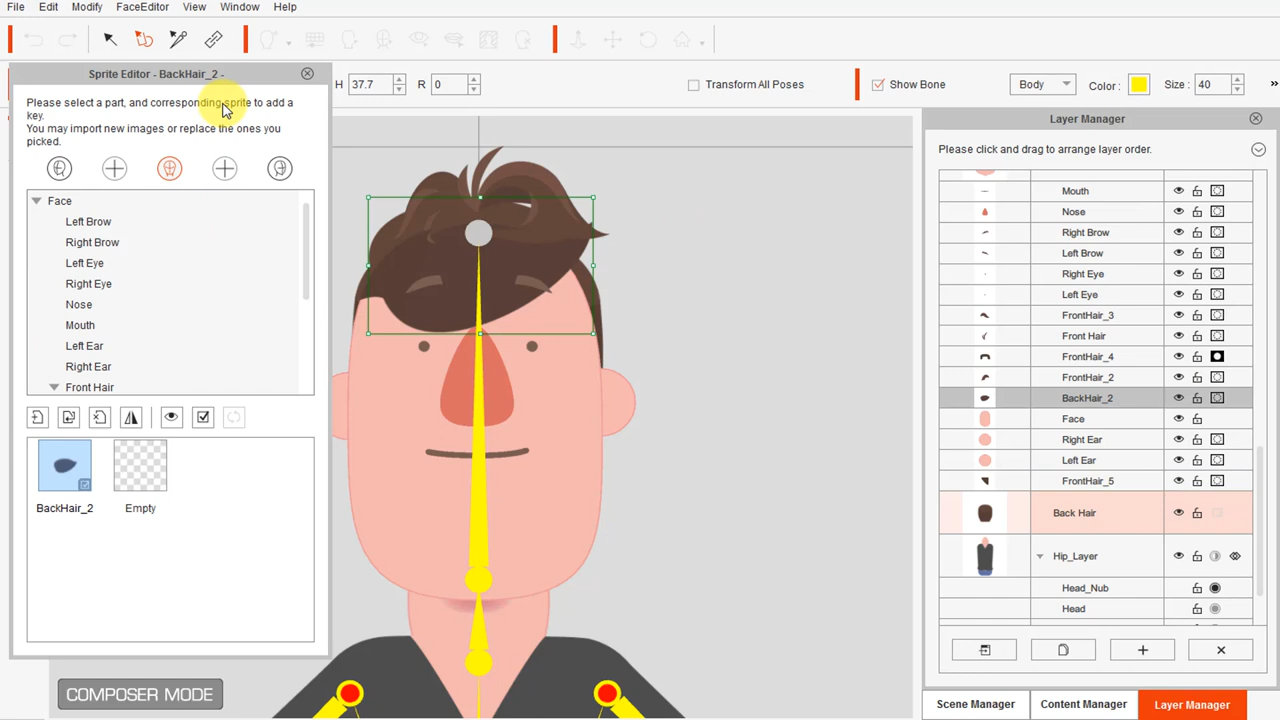 File Edit Modify FaceEditor View Window Help
Sprite Editor - BackHair_2 -
H 37.7 R 0 Transform All Poses Show Bone Body Color : Size : 40 »
Please select a part, and corresponding sprite to add a
key.
You may import new images or replace the ones you
picked.
Face
Left Brow
Right Brow
Left Eye
Right Eye
Nose
Mouth
Left Ear
Right Ear
Front Hair
BackHair_2 Empty
COMPOSER MODE
Layer Manager
Please click and drag to arrange layer order.
Mouth
Nose
Right Brow
Left Brow
Right Eye
Left Eye
FrontHair_3
Front Hair
FrontHair_4
FrontHair_2
BackHair_2
Face
Right Ear
Left Ear
FrontHair_5
Back Hair
Hip_Layer
Head_Nub
Head
Scene Manager Content Manager Layer Manager